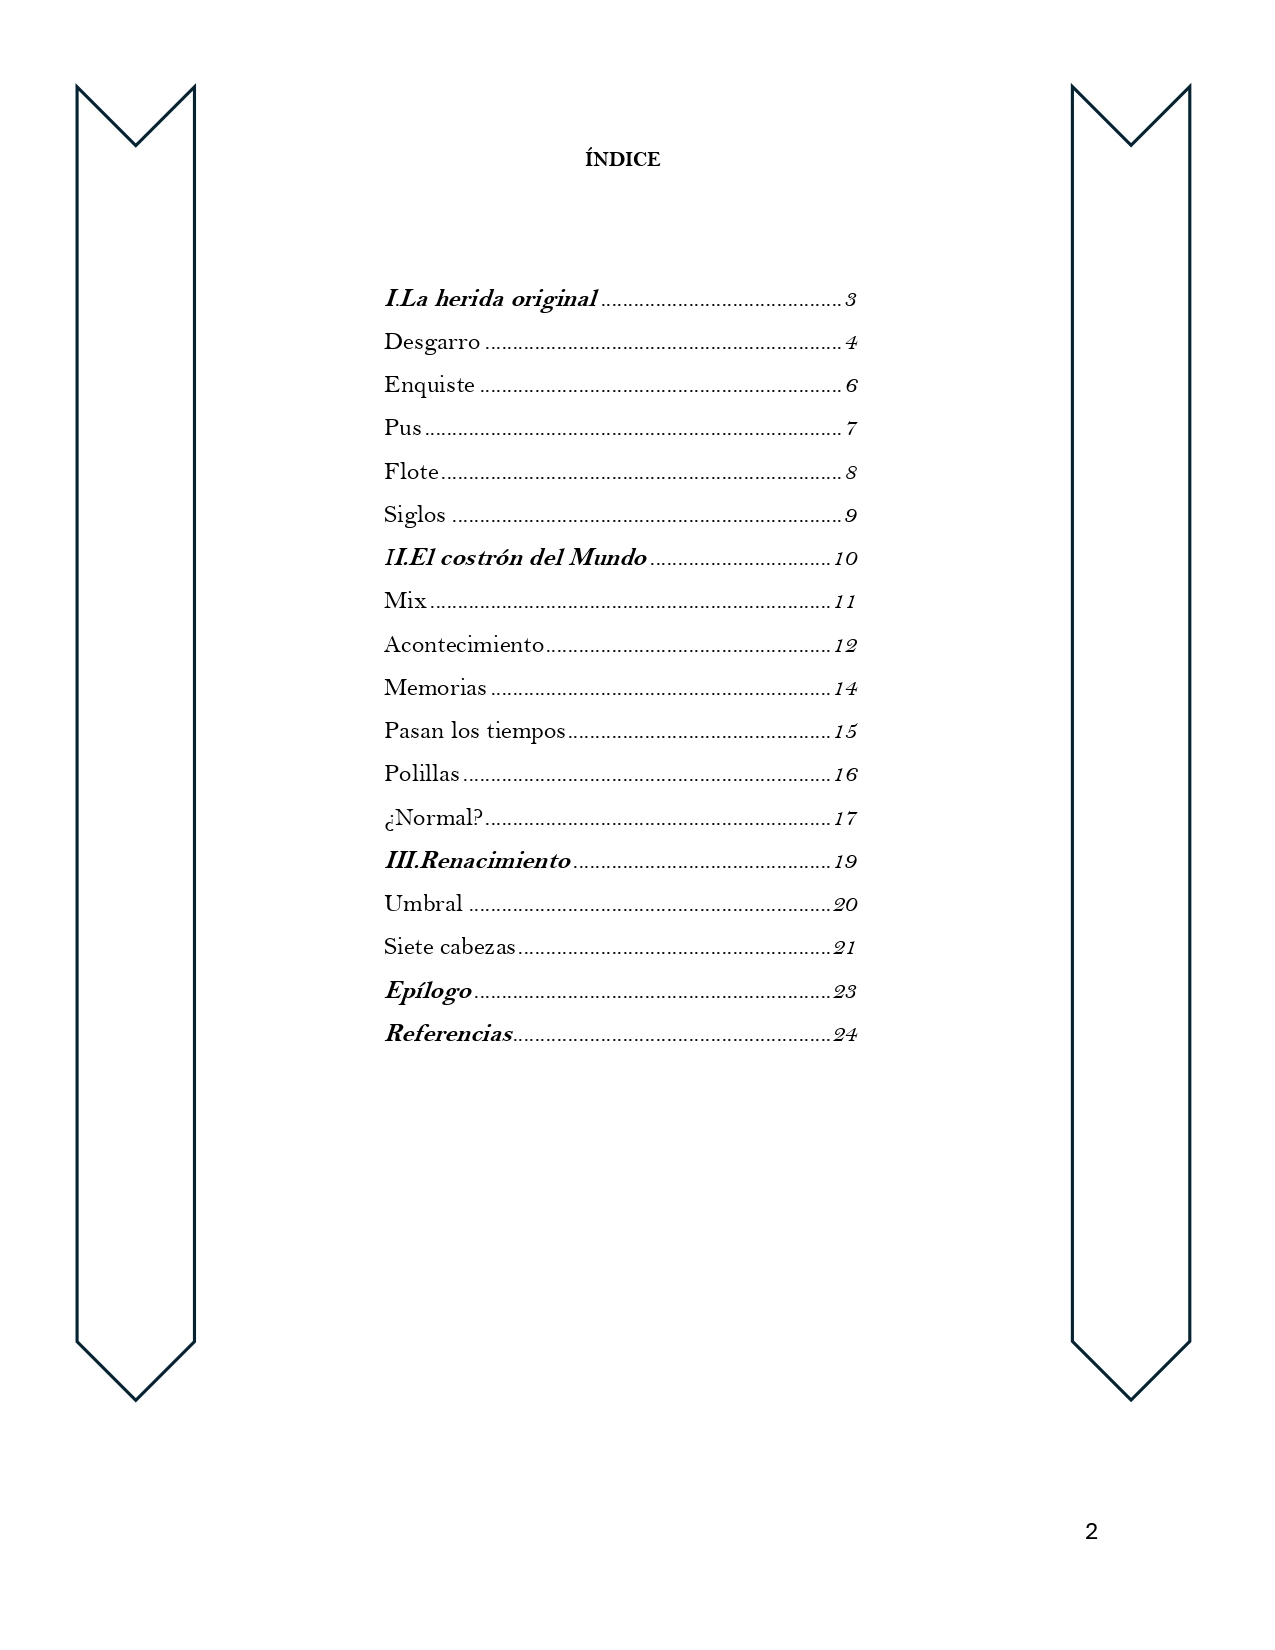 ÍNDICE
I.La herida original ............................................ 3
Desgarro ................................................................. 4
Enquiste .................................................................. 6
Pus ............................................................................ 7
Flote ......................................................................... 8
Siglos ....................................................................... 9
II.El costrón del Mundo ................................. 10
Mix ......................................................................... 11
Acontecimiento .................................................... 12
Memorias .............................................................. 14
Pasan los tiempos ................................................ 15
Polillas ................................................................... 16
¿Normal? ............................................................... 17
III.Renacimiento ............................................... 19
Umbral .................................................................. 20
Siete cabezas ......................................................... 21
Epílogo ................................................................. 23
Referencias .......................................................... 24
2